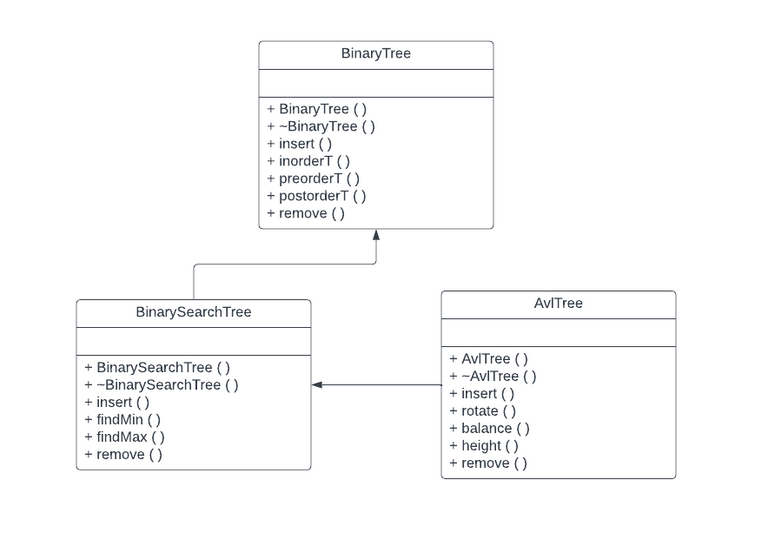 BinaryTree
+ BinaryTree ( )
+ ~BinaryTree ( )
+ insert ( )
+ inorderT ( )
+ preorderT ( )
+ postorderT ( )
+ remove ( )
BinarySearchTree
+ BinarySearchTree ( )
+ ~BinarySearchTree ( )
+ insert ( )
+ findMin ( )
+ findMax ( )
+ remove ( )
AvlTree
+ AvlTree ( )
+ ~AvlTree ( )
+ insert ( )
+ rotate ( )
+ balance ( )
+ height ( )
+ remove ( )